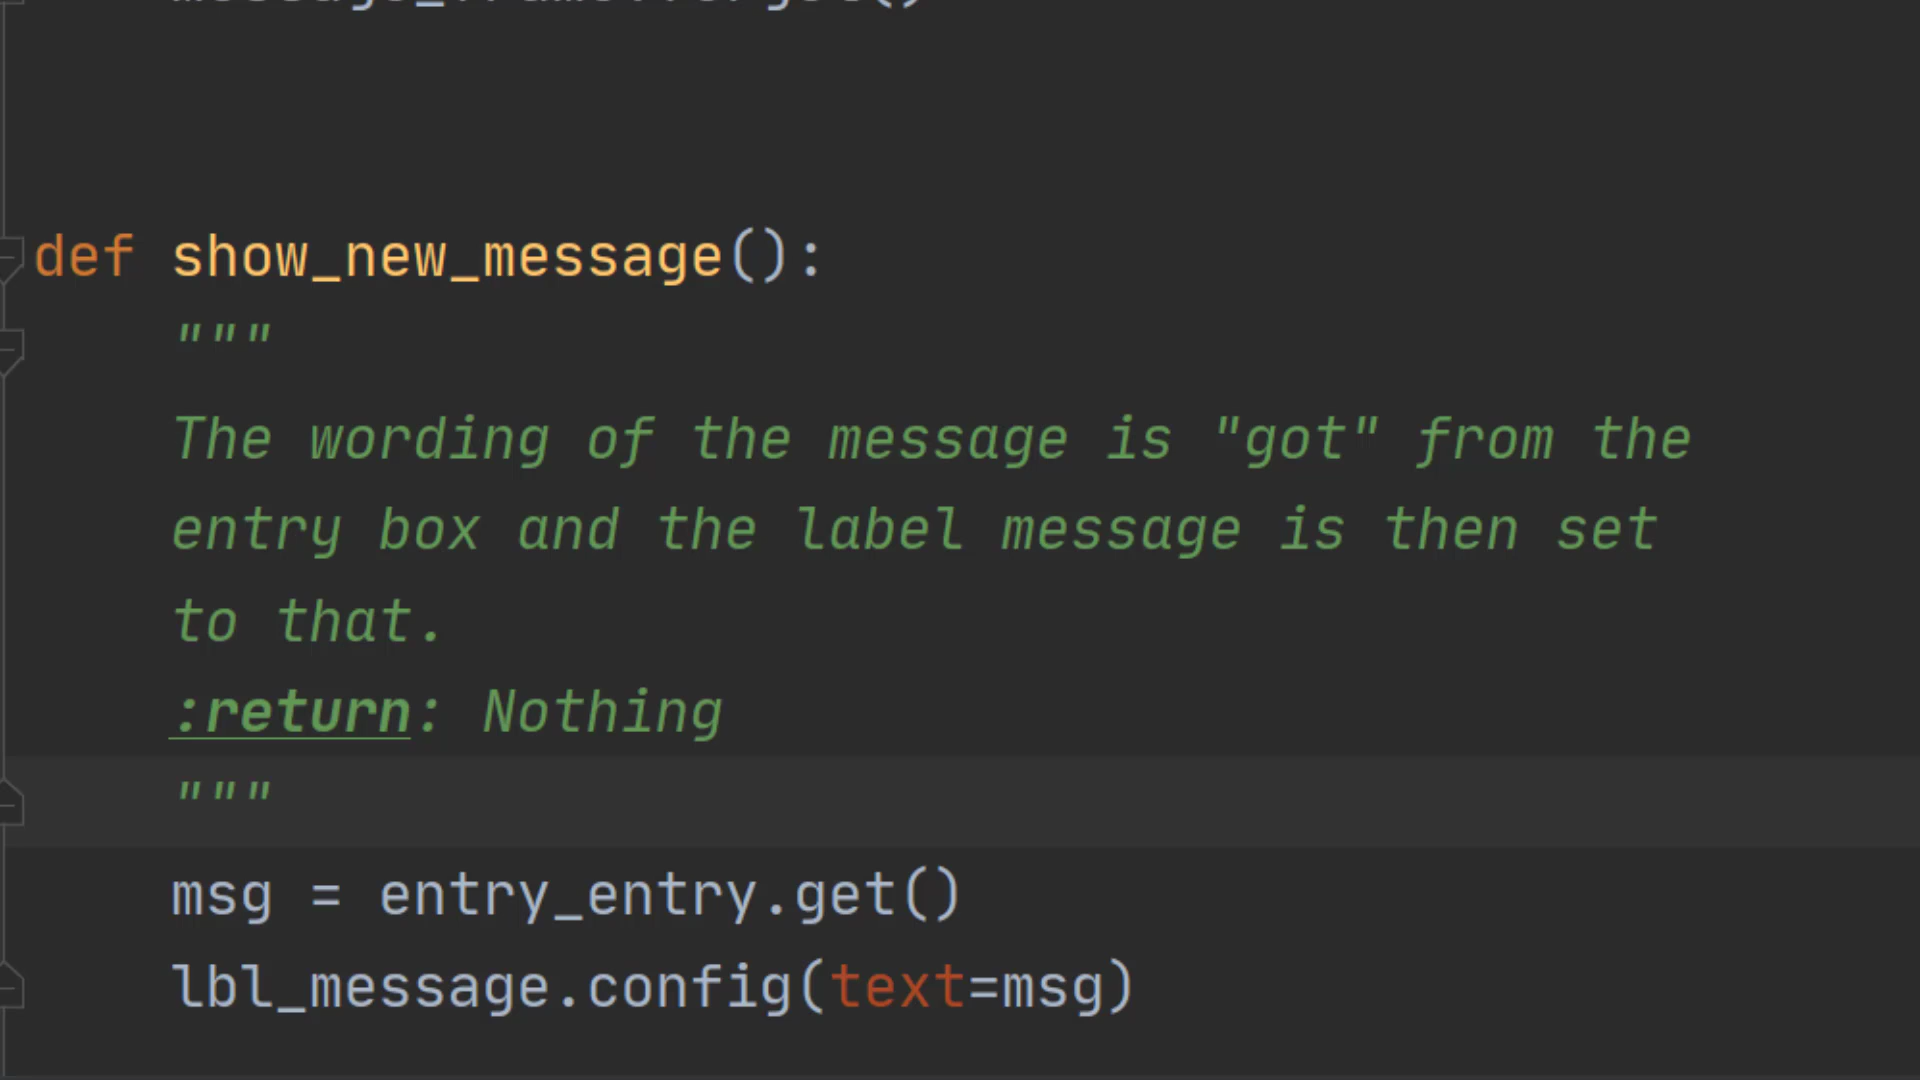 def show_new_message():
"""
The wording of the message is "got" from the
entry box and the label message is then set
to that.
:return: Nothing
"""
msg = entry_entry.get()
lbl_message.config(text=msg)